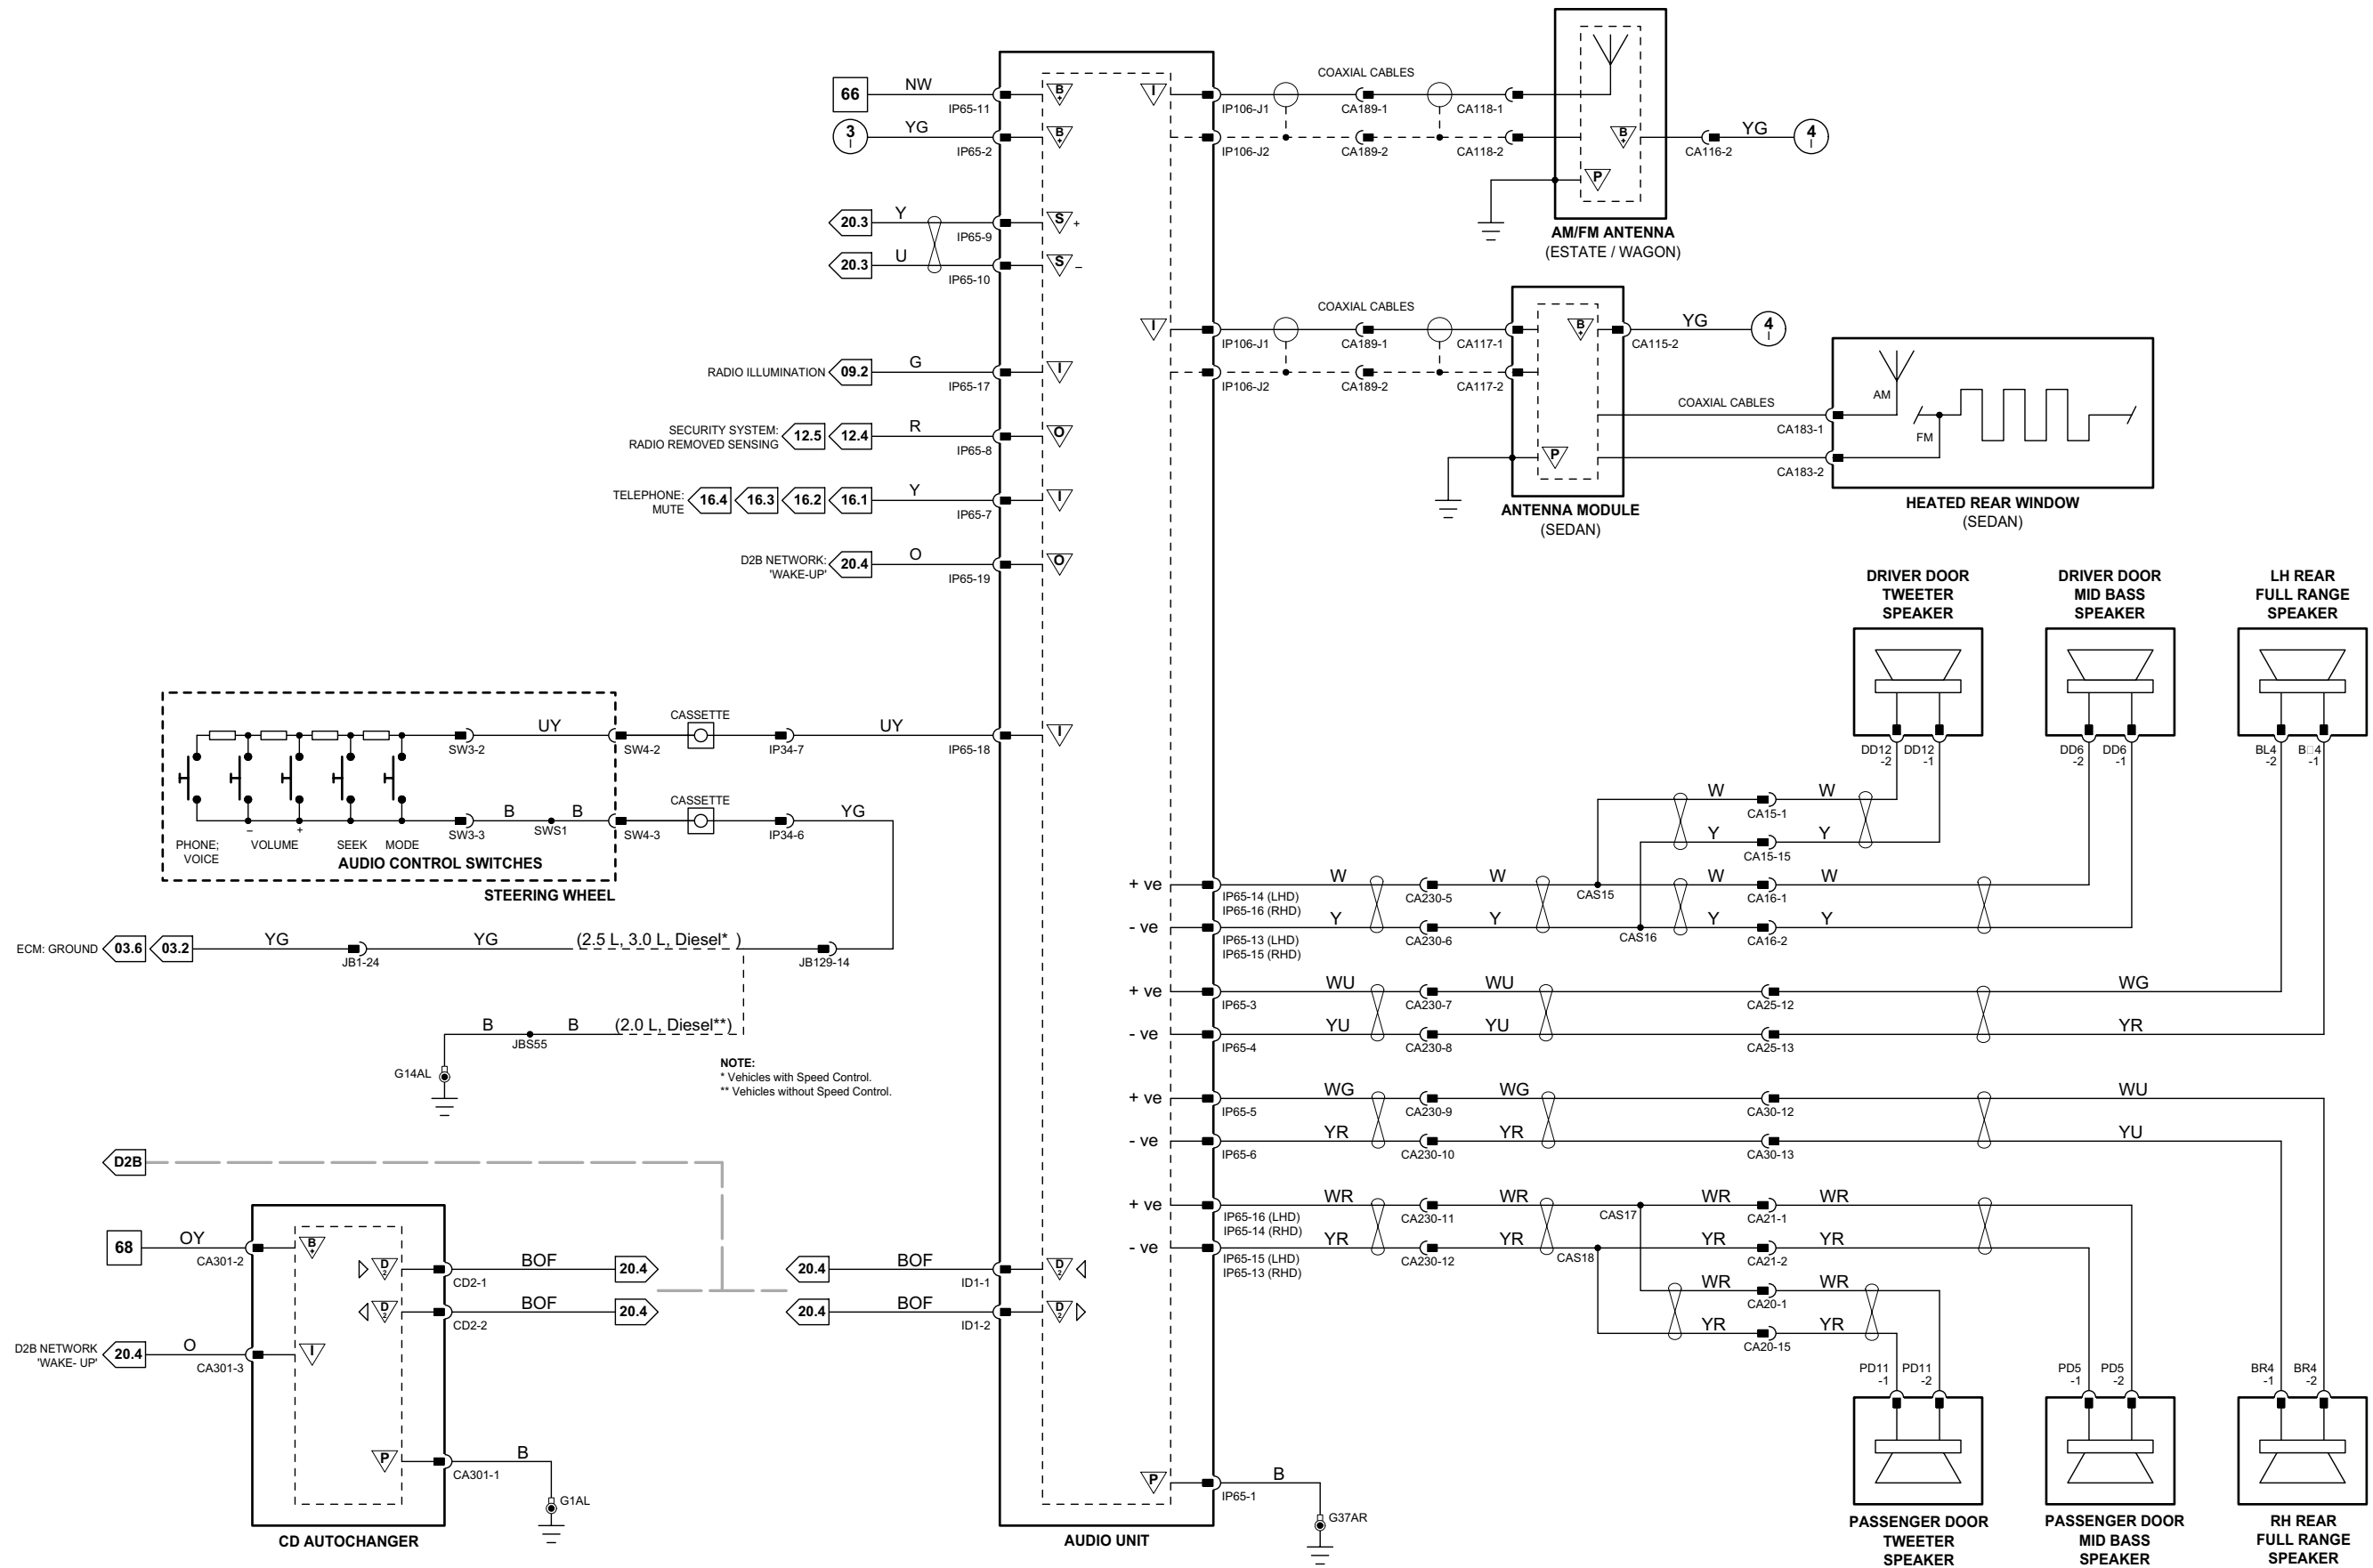 66
NW
IP65-11
B
+
3
I
YG
IP65-2
B
+
20.3
Y
IP65-9
S
+
20.3
U
IP65-10
S
–
RADIO ILLUMINATION
09.2
G
IP65-17
I
SECURITY SYSTEM:
RADIO REMOVED SENSING
12.5
12.4
R
IP65-8
O
TELEPHONE:
MUTE
16.4
16.3
16.2
16.1
Y
IP65-7
I
D2B NETWORK:
'WAKE-UP'
20.4
O
IP65-19
O
I
IP106-J1
COAXIAL CABLES
CA189-1
CA118-1
IP106-J2
CA189-2
CA118-2
B
+
P
CA116-2
YG
4
I
AM/FM ANTENNA
(ESTATE / WAGON)
I
IP106-J1
COAXIAL CABLES
CA189-1
CA117-1
IP106-J2
CA189-2
CA117-2
B
+
P
CA115-2
YG
4
I
COAXIAL CABLES
CA183-1
CA183-2
AM
FM
ANTENNA MODULE
(SEDAN)
HEATED REAR WINDOW
(SEDAN)
DRIVER DOOR
TWEETER
SPEAKER
DRIVER DOOR
MID BASS
SPEAKER
LH REAR
FULL RANGE
SPEAKER
DD12
-2
DD12
-1
DD6
-2
DD6
-1
BL4
-2
B□4
-1
CASSETTE
UY
SW3-2
SW4-2
IP34-7
UY
IP65-18
I
CASSETTE
B
B
SW3-3
SWS1
SW4-3
IP34-6
YG
–
+
PHONE;
VOICE
VOLUME
SEEK
MODE
AUDIO CONTROL SWITCHES
STEERING WHEEL
ECM: GROUND
03.6
03.2
YG
JB1-24
YG
(2.5 L, 3.0 L, Diesel* )
JB129-14
B
B
JBS55
(2.0 L, Diesel**)
G14AL
NOTE:
* Vehicles with Speed Control.
** Vehicles without Speed Control.
W
W
CA15-1
Y
Y
CA15-15
+ ve
IP65-14 (LHD)
IP65-16 (RHD)
W
CA230-5
W
CAS15
W
CA16-1
W
- ve
IP65-13 (LHD)
IP65-15 (RHD)
Y
CA230-6
Y
CAS16
Y
CA16-2
Y
+ ve
IP65-3
WU
CA230-7
WU
CA25-12
WG
- ve
IP65-4
YU
CA230-8
YU
CA25-13
YR
+ ve
IP65-5
WG
CA230-9
WG
CA30-12
WU
- ve
IP65-6
YR
CA230-10
YR
CA30-13
YU
+ ve
IP65-16 (LHD)
IP65-14 (RHD)
WR
CA230-11
WR
CAS17
WR
CA21-1
WR
- ve
IP65-15 (LHD)
IP65-13 (RHD)
YR
CA230-12
YR
CAS18
YR
CA21-2
YR
WR
CA20-1
WR
YR
CA20-15
YR
D2B
68
OY
CA301-2
B
+
D
2
CD2-1
BOF
20.4
D
2
CD2-2
BOF
20.4
20.4
BOF
ID1-1
D
2
20.4
BOF
ID1-2
D
2
D2B NETWORK
'WAKE- UP'
20.4
O
CA301-3
I
P
CA301-1
B
G1AL
CD AUTOCHANGER
P
IP65-1
B
G37AR
AUDIO UNIT
PD11
-1
PD11
-2
PD5
-1
PD5
-2
BR4
-1
BR4
-2
PASSENGER DOOR
TWEETER
SPEAKER
PASSENGER DOOR
MID BASS
SPEAKER
RH REAR
FULL RANGE
SPEAKER